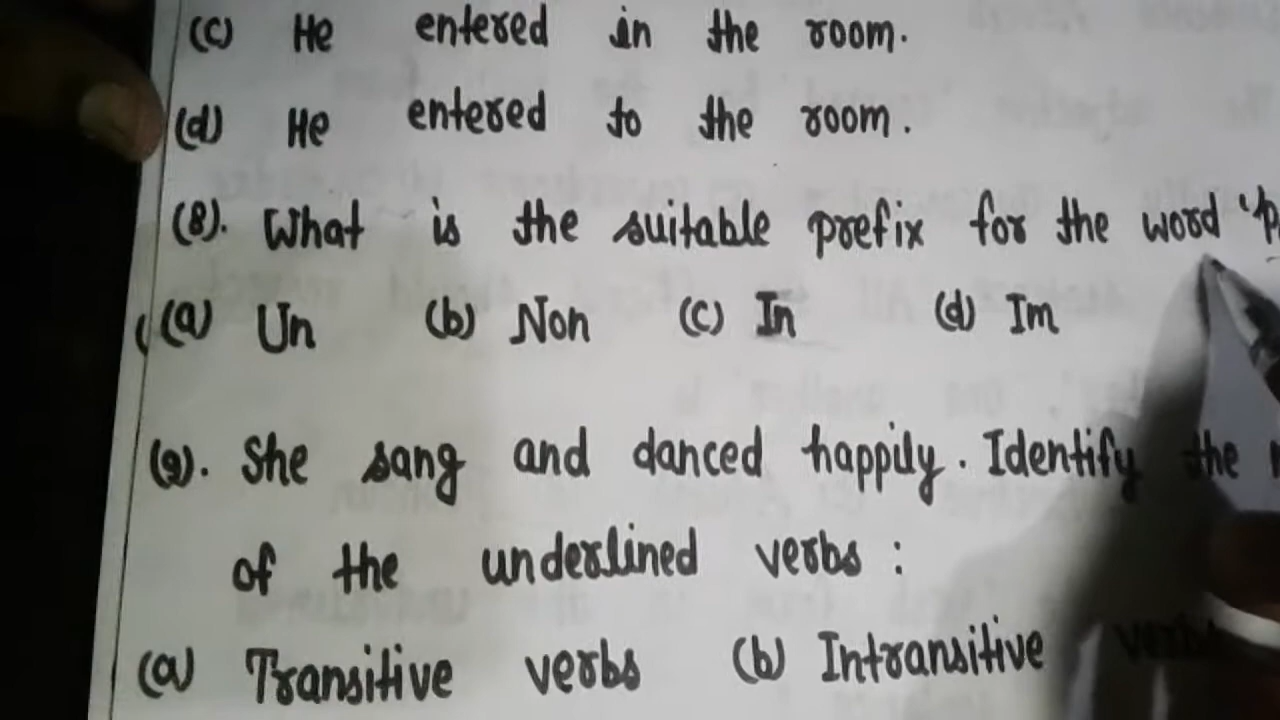 (c) He entered in the room.
(d) He entered to the room.
(8). What is the suitable prefix for the word
(a) Un (b) Non (c) In (d) Im
(9). She sang and danced happily. Identify the
of the underlined verbs :
(a) Transitive verbs (b) Intransitive verbs